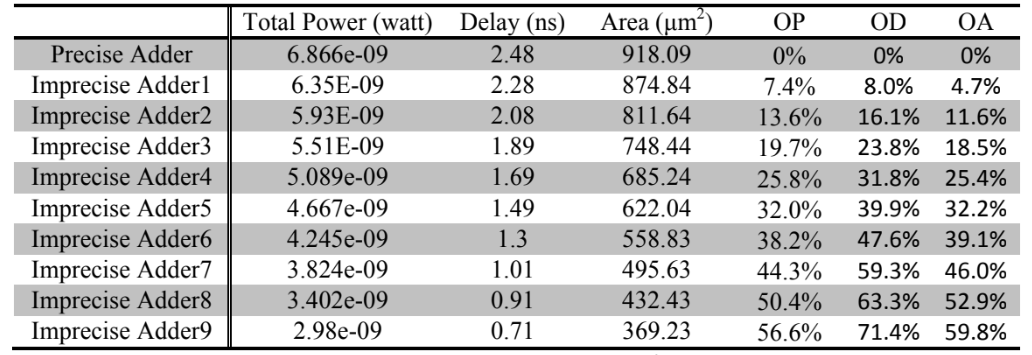 Total Power (watt) Delay (ns) Area (μm²) OP OD OA
Precise Adder 6.866e-09 2.48 918.09 0% 0% 0%
Imprecise Adder1 6.35E-09 2.28 874.84 7.4% 8.0% 4.7%
Imprecise Adder2 5.93E-09 2.08 811.64 13.6% 16.1% 11.6%
Imprecise Adder3 5.51E-09 1.89 748.44 19.7% 23.8% 18.5%
Imprecise Adder4 5.089e-09 1.69 685.24 25.8% 31.8% 25.4%
Imprecise Adder5 4.667e-09 1.49 622.04 32.0% 39.9% 32.2%
Imprecise Adder6 4.245e-09 1.3 558.83 38.2% 47.6% 39.1%
Imprecise Adder7 3.824e-09 1.01 495.63 44.3% 59.3% 46.0%
Imprecise Adder8 3.402e-09 0.91 432.43 50.4% 63.3% 52.9%
Imprecise Adder9 2.98e-09 0.71 369.23 56.6% 71.4% 59.8%